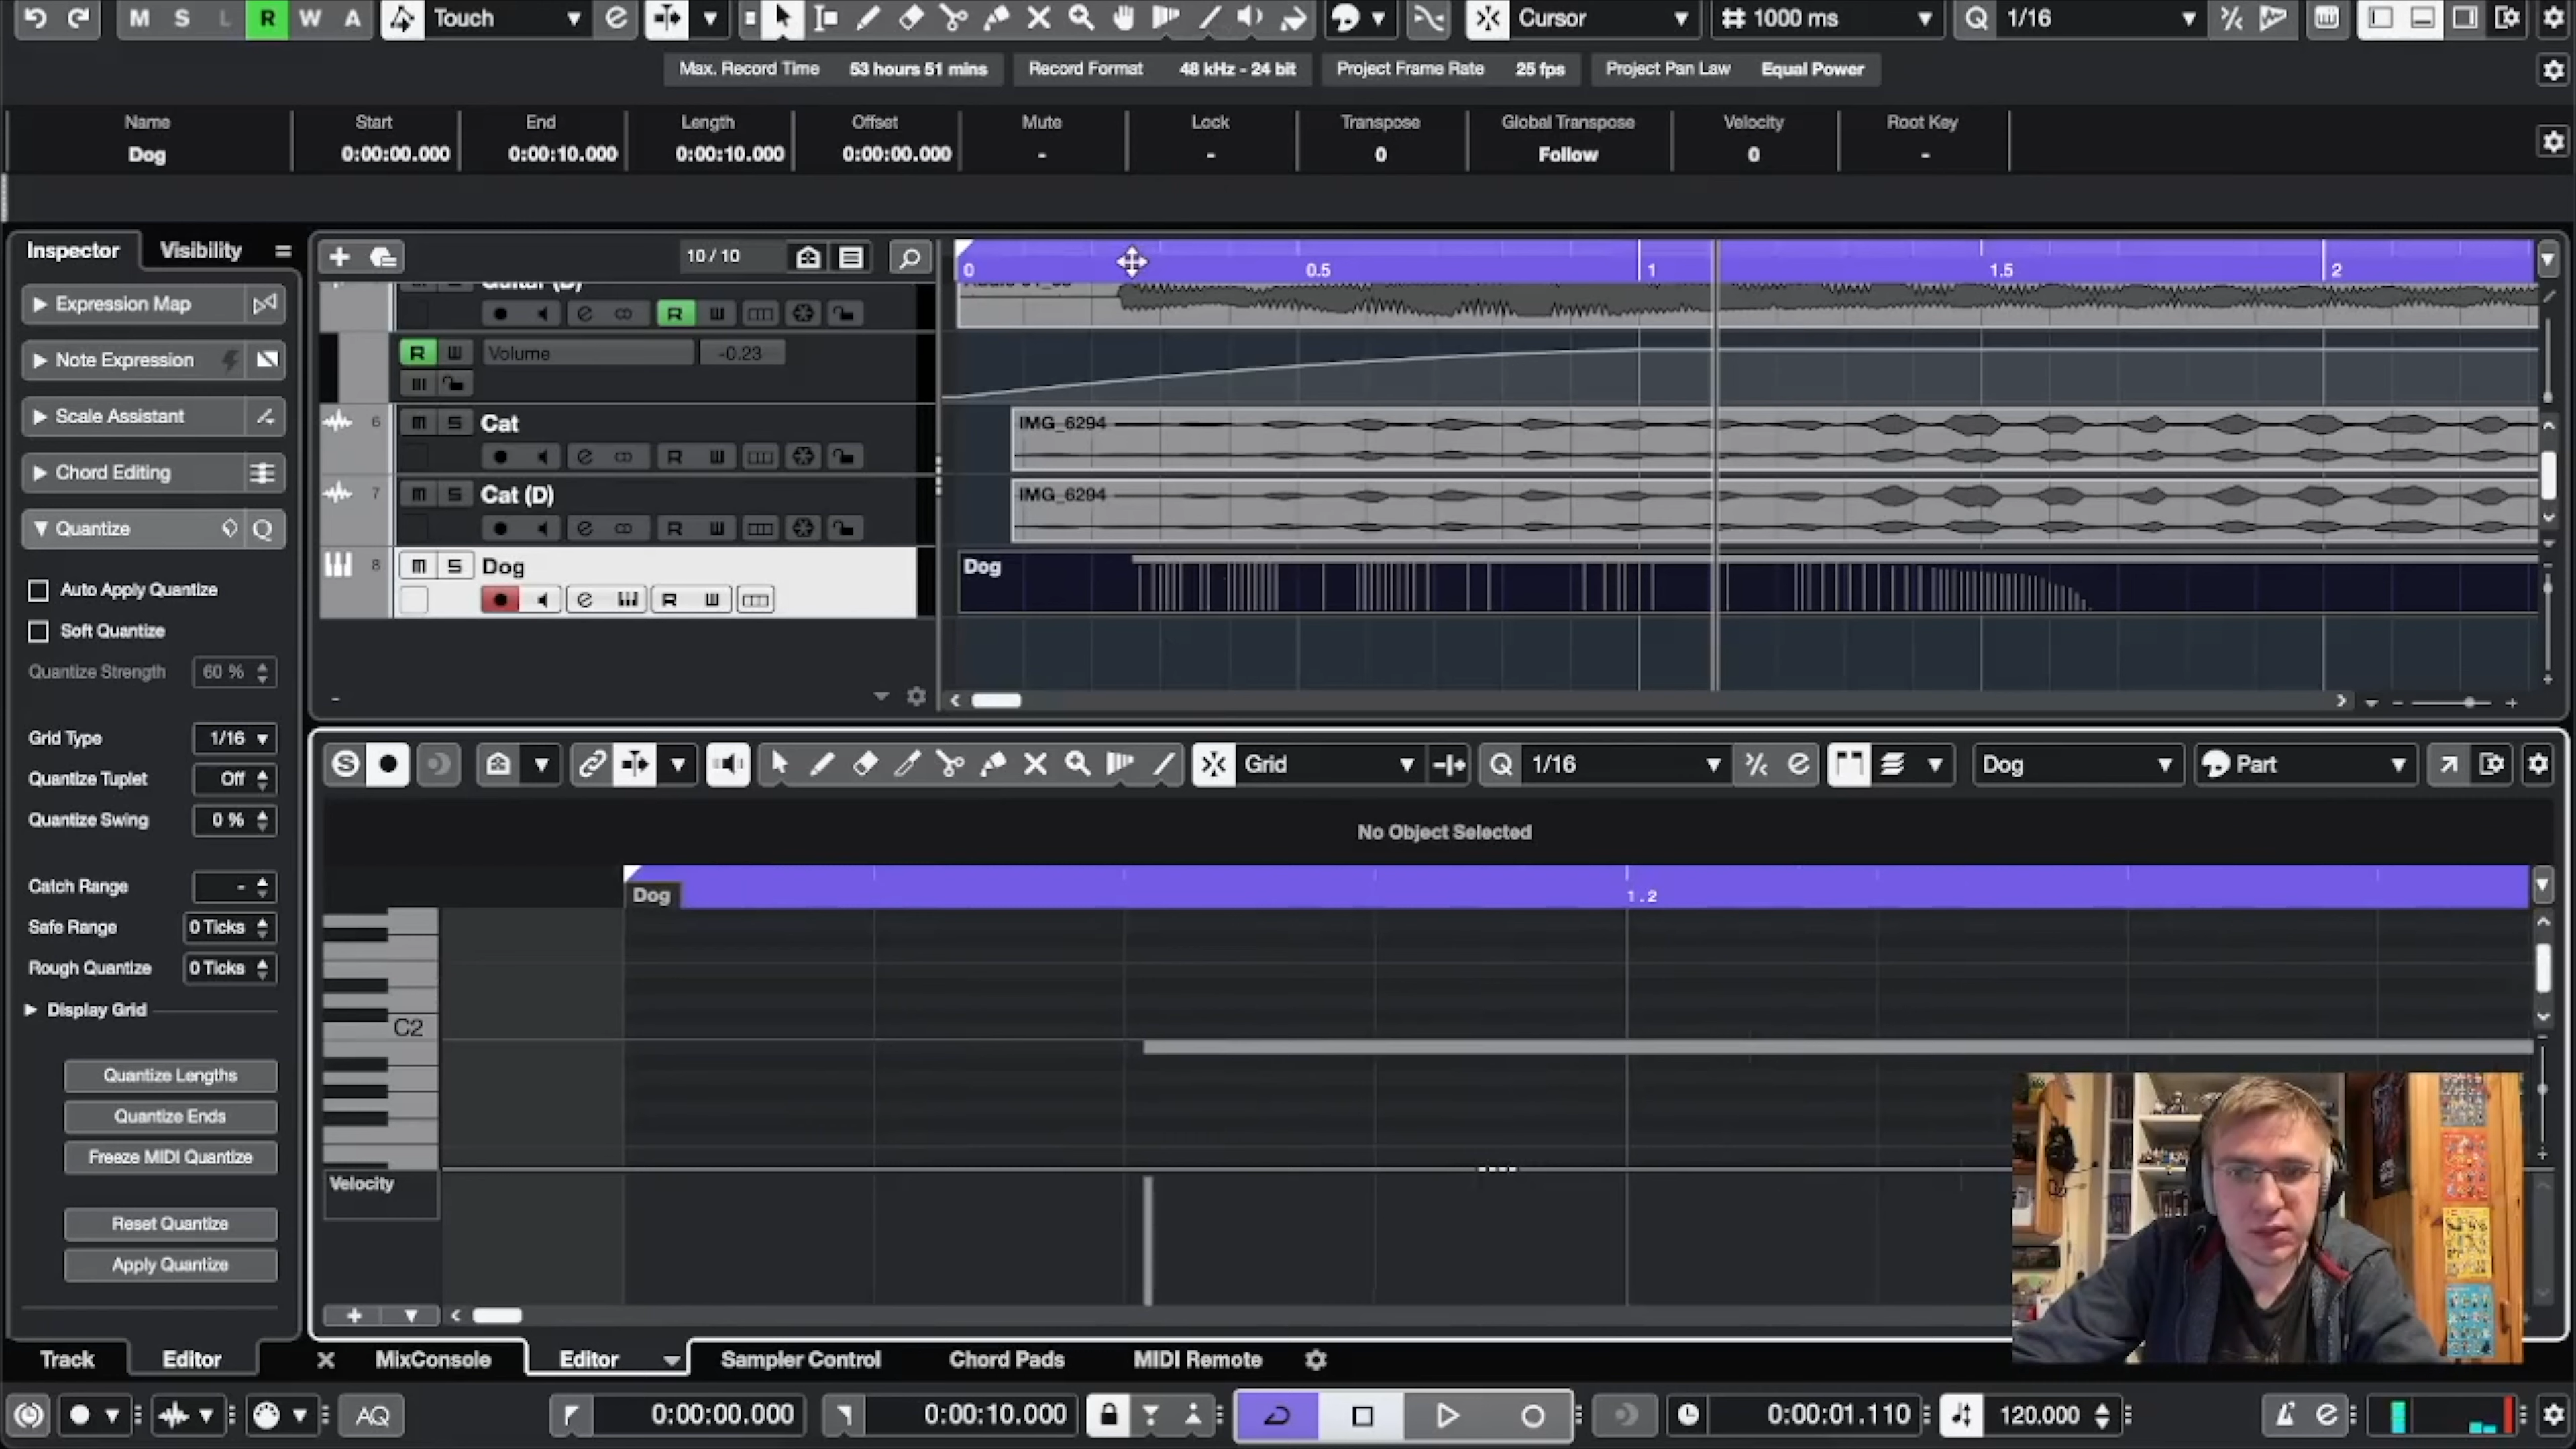 M S L R W A Touch Cursor 1000 ms Q 1/16
Max. Record Time 53 hours 51 mins Record Format 48 kHz - 24 bit Project Frame Rate 25 fps Project Pan Law Equal Power
Name Start End Length Offset Mute Lock Transpose Global Transpose Velocity Root Key
Dog 0:00:00.000 0:00:10.000 0:00:10.000 0:00:00.000 - - 0 Follow 0 -
Inspector Visibility
10 / 10
0 0.5 1 1.5 2
Expression Map
Guitar (D)
R
Note Expression
R Volume -0.23
Scale Assistant
6 m S Cat IMG_6294
R
Chord Editing
7 m S Cat (D) IMG_6294
R
Quantize Q
8 m S Dog Dog
R
Auto Apply Quantize
Soft Quantize
Quantize Strength 60 %
Grid Type 1/16
Quantize Tuplet Off
Quantize Swing 0 %
Catch Range -
Safe Range 0 Ticks
Rough Quantize 0 Ticks
Display Grid
Quantize Lengths
Quantize Ends
Freeze MIDI Quantize
Reset Quantize
Apply Quantize
S Grid Q 1/16 Dog Part
No Object Selected
Dog 1.2
C2
Velocity
Track Editor MixConsole Editor Sampler Control Chord Pads MIDI Remote
AQ 0:00:00.000 0:00:10.000 0:00:01.110 120.000